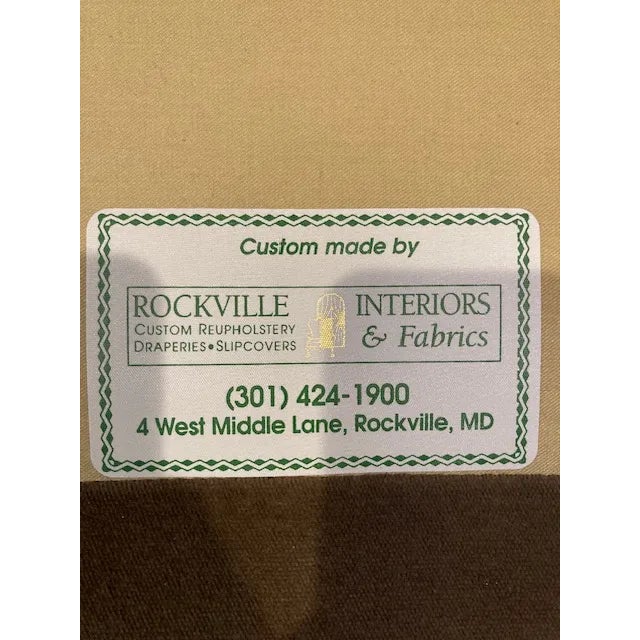 Custom made by
ROCKVILLE INTERIORS
CUSTOM REUPHOLSTERY & Fabrics
DRAPERIES•SLIPCOVERS
(301) 424-1900
4 West Middle Lane, Rockville, MD